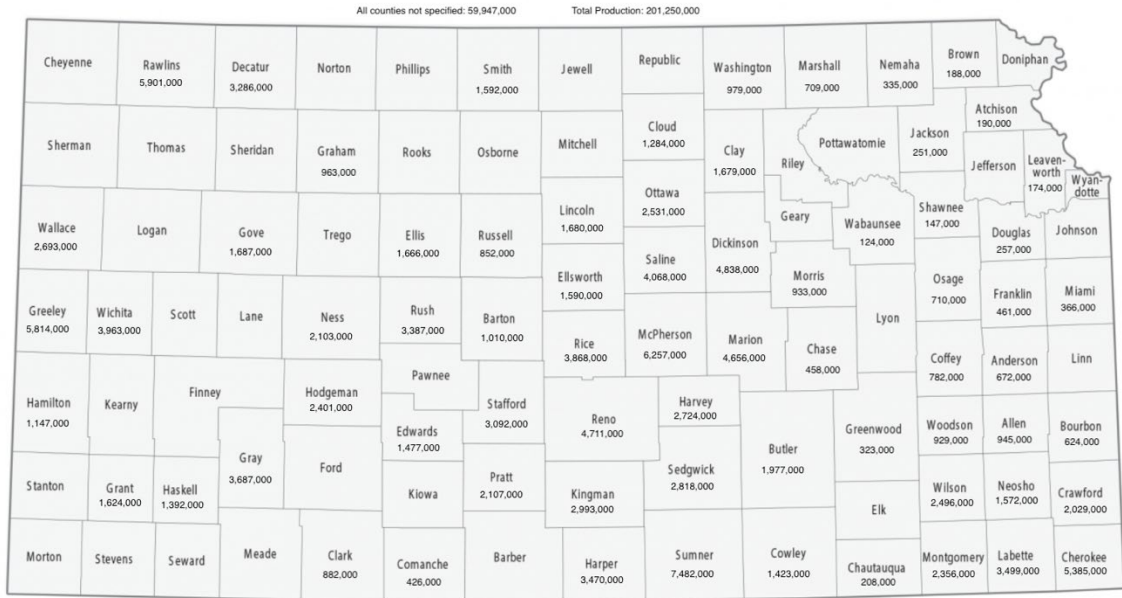 All counties not specified: 59,947,000 Total Production: 201,250,000
Cheyenne
Rawlins
5,901,000
Decatur
3,286,000
Norton
Phillips
Smith
1,592,000
Jewell
Republic
Washington
979,000
Marshall
709,000
Nemaha
335,000
Brown
188,000
Doniphan
Sherman
Thomas
Sheridan
Graham
963,000
Rooks
Osborne
Mitchell
Cloud
1,284,000
Clay
1,679,000
Riley
Pottawatomie
Jackson
251,000
Atchison
190,000
Jefferson
Leaven-
worth
174,000
Wyan-
dotte
Wallace
2,693,000
Logan
Gove
1,687,000
Trego
Ellis
1,666,000
Russell
852,000
Lincoln
1,680,000
Ottawa
2,531,000
Saline
4,068,000
Dickinson
4,838,000
Geary
Wabaunsee
124,000
Shawnee
147,000
Douglas
257,000
Johnson
Greeley
5,814,000
Wichita
3,963,000
Scott
Lane
Ness
2,103,000
Rush
3,387,000
Barton
1,010,000
Ellsworth
1,590,000
Rice
3,868,000
McPherson
6,257,000
Marion
4,656,000
Morris
933,000
Chase
458,000
Lyon
Osage
710,000
Franklin
461,000
Miami
366,000
Hamilton
1,147,000
Kearny
Finney
Hodgeman
2,401,000
Pawnee
Edwards
1,477,000
Stafford
3,092,000
Reno
4,711,000
Harvey
2,724,000
Butler
1,977,000
Greenwood
323,000
Coffey
782,000
Anderson
672,000
Linn
Woodson
929,000
Allen
945,000
Bourbon
624,000
Stanton
Grant
1,624,000
Haskell
1,392,000
Gray
3,687,000
Ford
Kiowa
Pratt
2,107,000
Kingman
2,993,000
Sedgwick
2,818,000
Elk
Wilson
2,496,000
Neosho
1,572,000
Crawford
2,029,000
Morton
Stevens
Seward
Meade
Clark
882,000
Comanche
426,000
Barber
Harper
3,470,000
Sumner
7,482,000
Cowley
1,423,000
Chautauqua
208,000
Montgomery
2,356,000
Labette
3,499,000
Cherokee
5,385,000